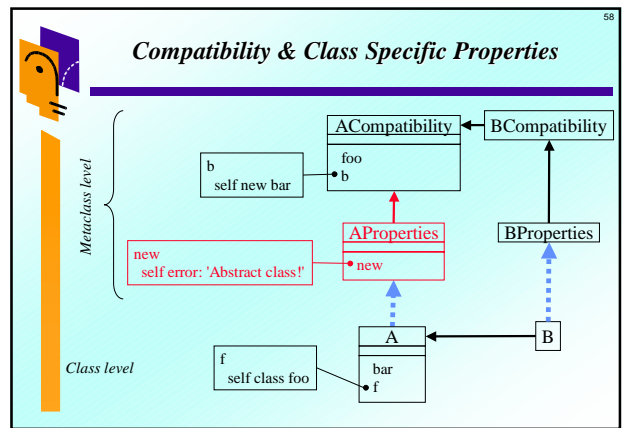 58
Compatibility & Class Specific Properties
Metaclass level
ACompatibility
foo
b
BCompatibility
b
self new bar
AProperties
new
BProperties
new
self error: 'Abstract class!'
A
bar
f
B
f
self class foo
Class level